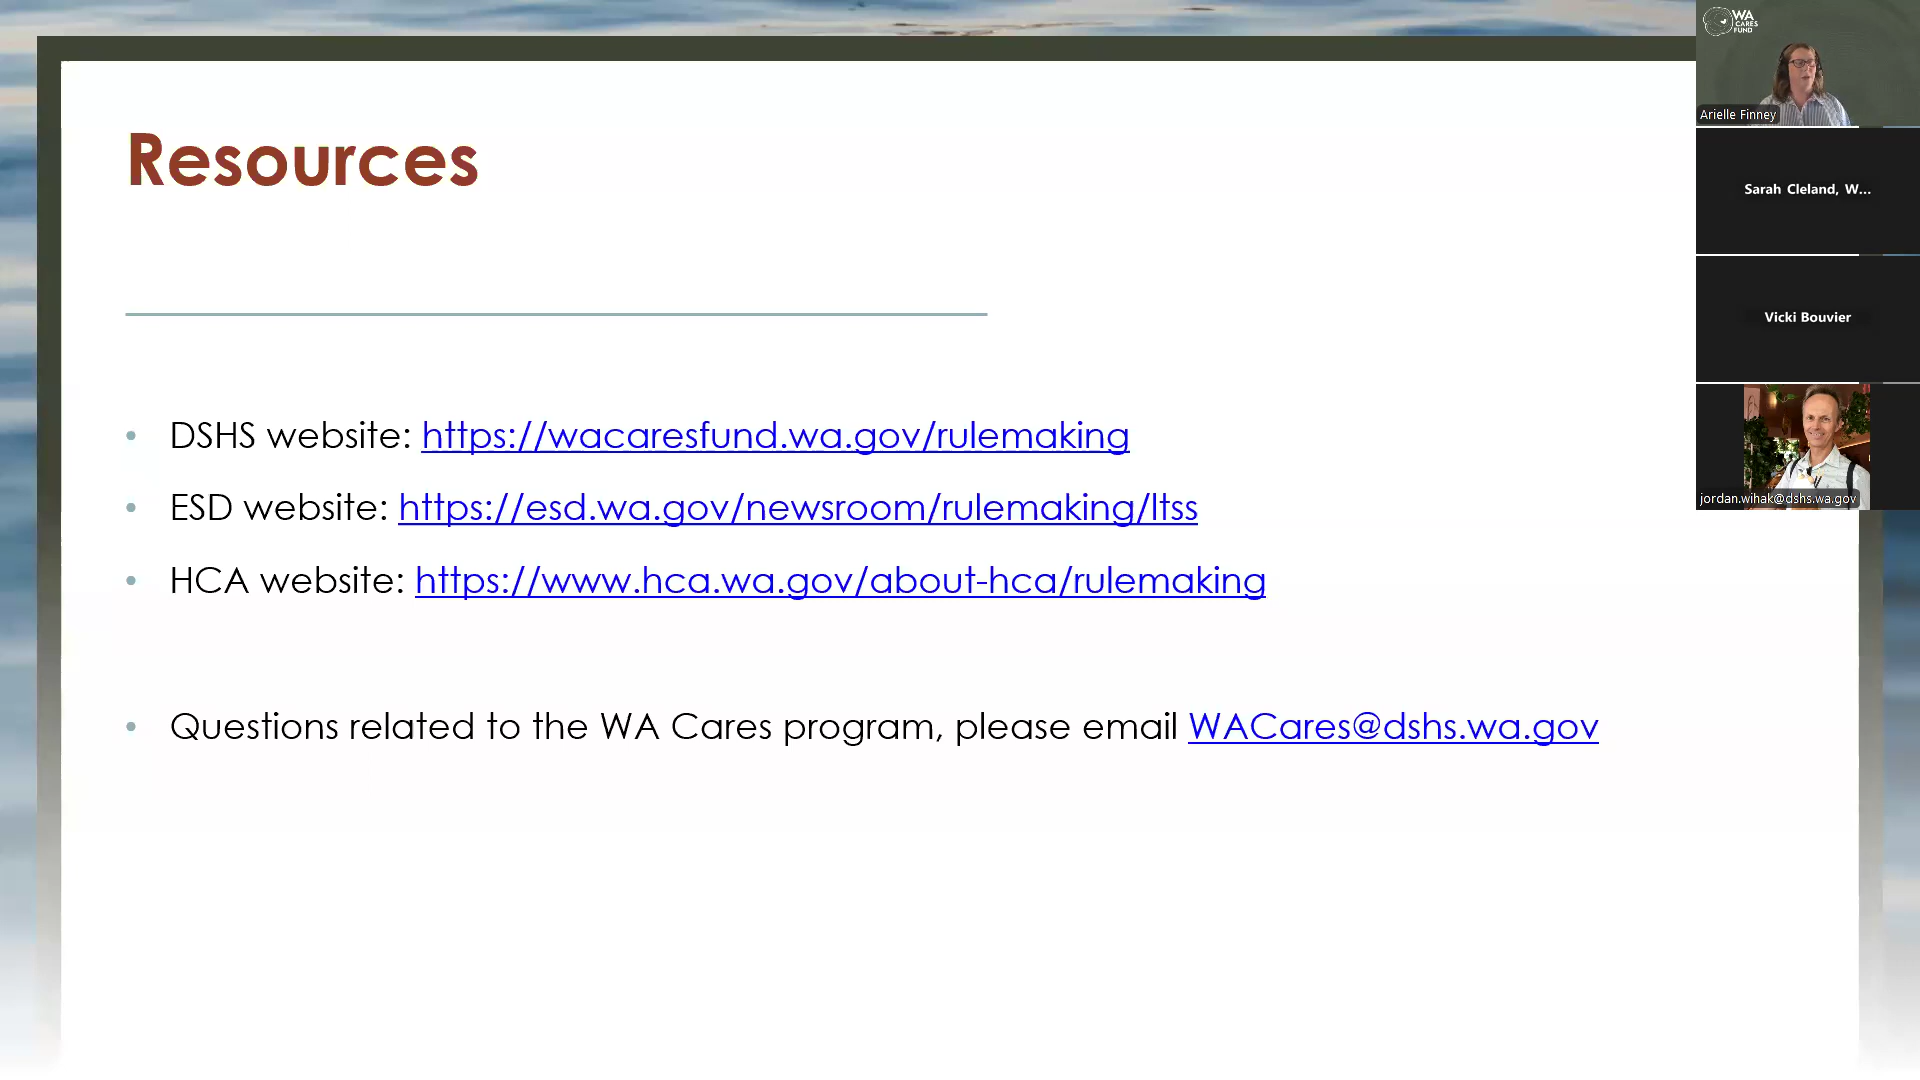 Resources
• DSHS website: https://wacaresfund.wa.gov/rulemaking
• ESD website: https://esd.wa.gov/newsroom/rulemaking/ltss
• HCA website: https://www.hca.wa.gov/about-hca/rulemaking
• Questions related to the WA Cares program, please email WACares@dshs.wa.gov
WA
CARES
FUND
Arielle Finney
Sarah Cleland, W...
Vicki Bouvier
jordan.wihak@dshs.wa.gov